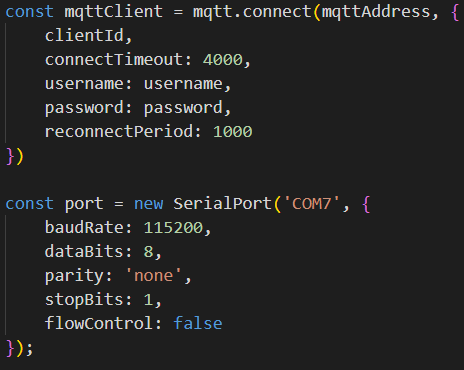 const mqttClient = mqtt.connect(mqttAddress, {
    clientId,
    connectTimeout: 4000,
    username: username,
    password: password,
    reconnectPeriod: 1000
})

const port = new SerialPort('COM7', {
    baudRate: 115200,
    dataBits: 8,
    parity: 'none',
    stopBits: 1,
    flowControl: false
});